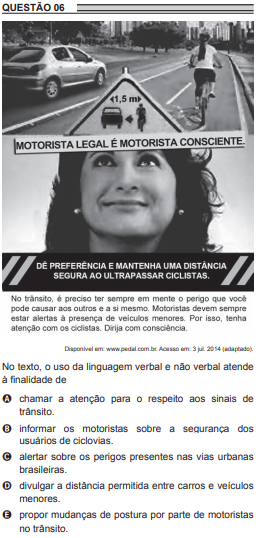 QUESTÃO 06
1,5 m
MOTORISTA LEGAL É MOTORISTA CONSCIENTE.
DÊ PREFERÊNCIA E MANTENHA UMA DISTÂNCIA
SEGURA AO ULTRAPASSAR CICLISTAS.
No trânsito, é preciso ter sempre em mente o perigo que você
pode causar aos outros e a si mesmo. Motoristas devem sempre
estar alertas à presença de veículos menores. Por isso, tenha
atenção com os ciclistas. Dirija com consciência.
Disponível em: www.pedal.com.br. Acesso em: 3 jul. 2014 (adaptado).
No texto, o uso da linguagem verbal e não verbal atende
à finalidade de
A chamar a atenção para o respeito aos sinais de
trânsito.
B informar os motoristas sobre a segurança dos
usuários de ciclovias.
C alertar sobre os perigos presentes nas vias urbanas
brasileiras.
D divulgar a distância permitida entre carros e veículos
menores.
E propor mudanças de postura por parte de motoristas
no trânsito.